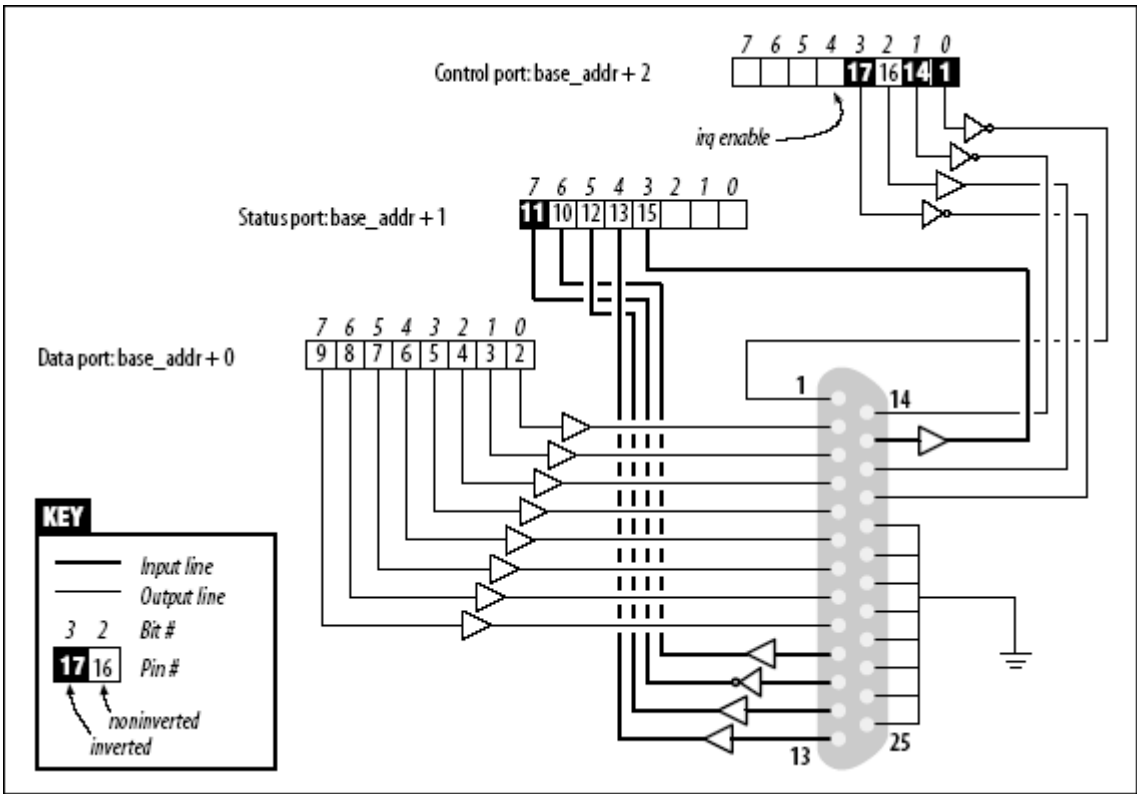 7 6 5 4 3 2 1 0
Control port: base_addr + 2
17 16 14 1
irq enable
7 6 5 4 3 2 1 0
Status port: base_addr + 1
11 10 12 13 15
7 6 5 4 3 2 1 0
Data port: base_addr + 0
9 8 7 6 5 4 3 2
1
14
KEY
Input line
Output line
3 2 Bit #
17 16 Pin #
noninverted
inverted
13
25